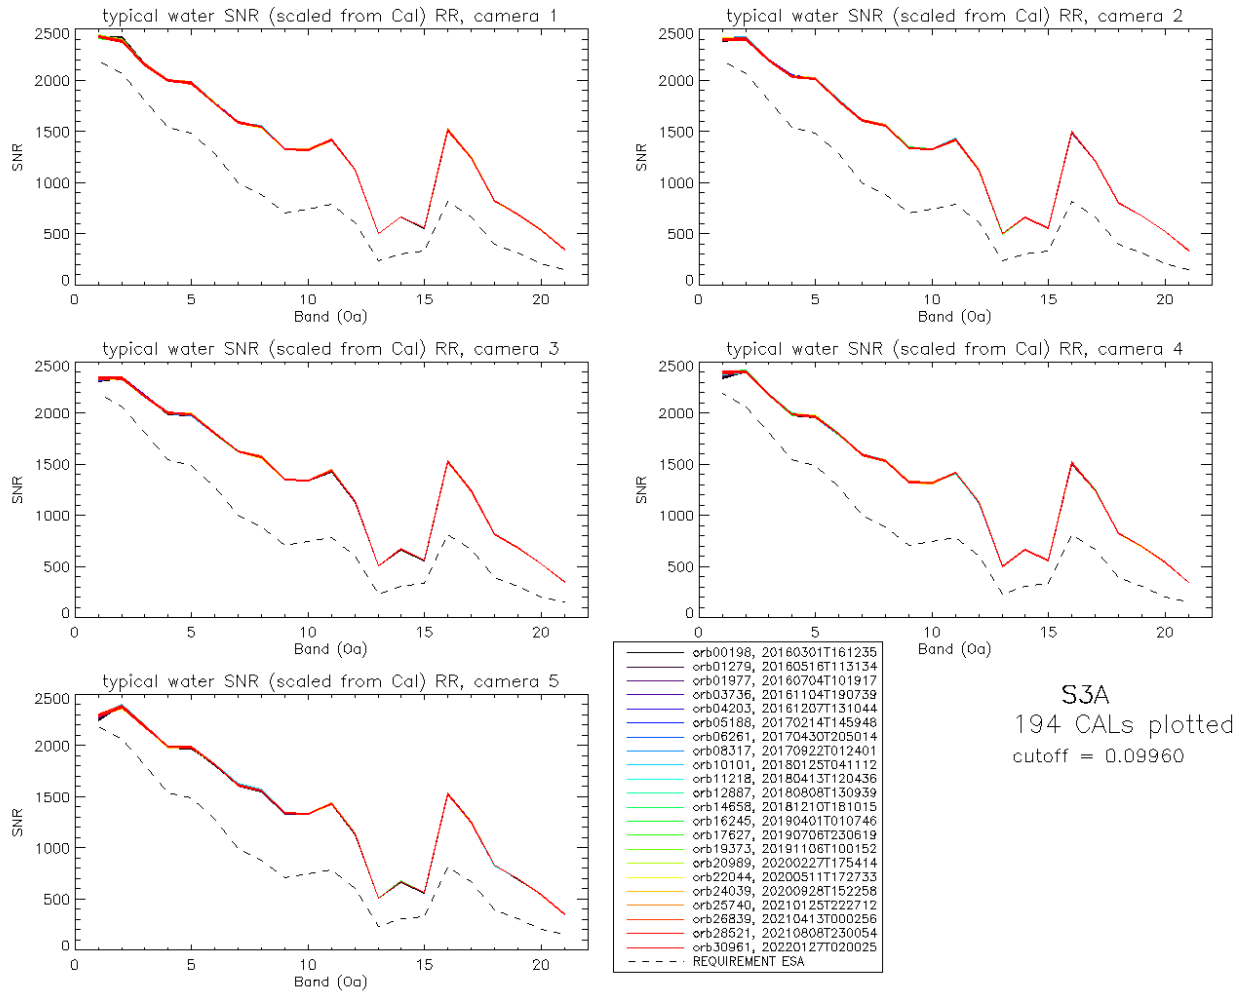 typical water SNR (scaled from Cal) RR, camera 1
2500
2000
1500
1000
500
0
SNR
0 5 10 15 20
Band (Oa)
typical water SNR (scaled from Cal) RR, camera 2
2500
2000
1500
1000
500
0
SNR
0 5 10 15 20
Band (Oa)
typical water SNR (scaled from Cal) RR, camera 3
2500
2000
1500
1000
500
0
SNR
0 5 10 15 20
Band (Oa)
typical water SNR (scaled from Cal) RR, camera 4
2500
2000
1500
1000
500
0
SNR
0 5 10 15 20
Band (Oa)
typical water SNR (scaled from Cal) RR, camera 5
2500
2000
1500
1000
500
0
SNR
0 5 10 15 20
Band (Oa)
orb00198, 20160301T161235
orb01279, 20160516T113134
orb01977, 20160704T101917
orb03736, 20161104T190739
orb04203, 20161207T131044
orb05188, 20170214T145948
orb06261, 20170430T205014
orb08317, 20170922T012401
orb10101, 20180125T041112
orb11218, 20180413T120436
orb12887, 20180808T130939
orb14658, 20181210T181015
orb16245, 20190401T010746
orb17627, 20190706T230619
orb19373, 20191106T100152
orb20989, 20200227T175414
orb22044, 20200511T172733
orb24039, 20200928T152258
orb25740, 20210125T222712
orb26839, 20210413T000256
orb28521, 20210808T230054
orb30961, 20220127T020025
REQUIREMENT ESA
S3A
194 CALs plotted
cutoff = 0.09960